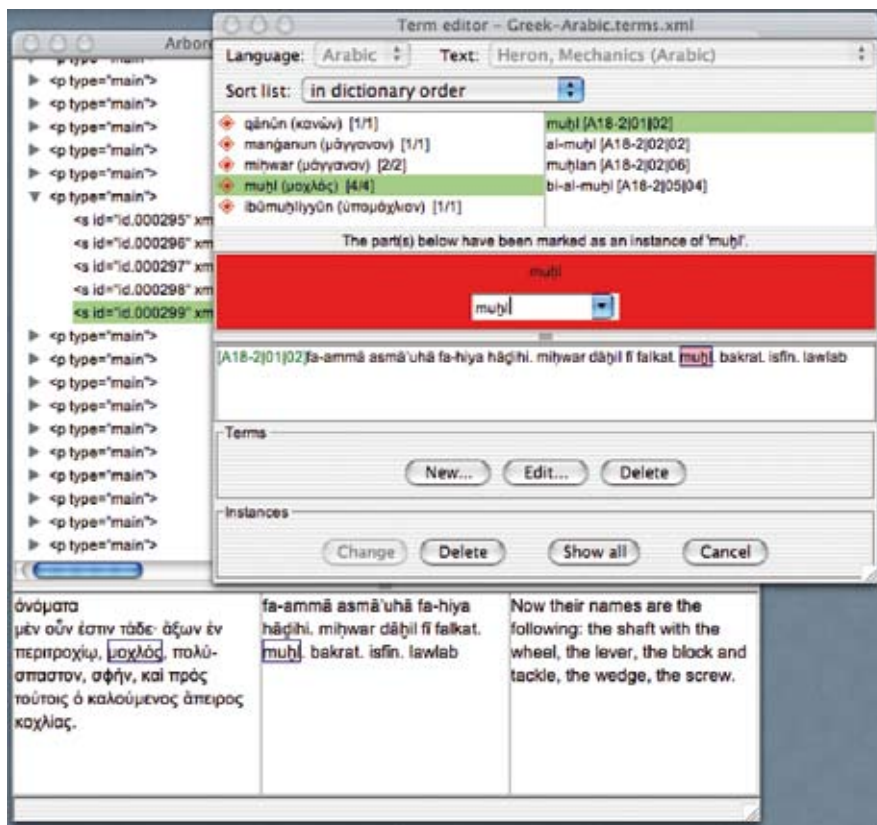 Arbore
<p type="main">
<p type="main">
<p type="main">
<p type="main">
<p type="main">
<p type="main">
<p type="main">
<s id="id.000295" xm
<s id="id.000296" xm
<s id="id.000297" xm
<s id="id.000298" xm
<s id="id.000299" xm
<p type="main">
<p type="main">
<p type="main">
<p type="main">
<p type="main">
<p type="main">
<p type="main">
<p type="main">
<p type="main">
<p type="main">
Term editor – Greek-Arabic.terms.xml
Language: Arabic Text: Heron, Mechanics (Arabic)
Sort list: in dictionary order
qānūn (κανών) [1/1]
manǧanun (μάγγανον) [1/1]
miḥwar (μάγγανον) [2/2]
muḫl (μοχλός) [4/4]
ibūmuḫliyyūn (ὑπομόχλιον) [1/1]
muḫl [A18-2|01|02]
al-muḫl [A18-2|02|02]
muḫlan [A18-2|02|06]
bi-al-muḫl [A18-2|05|04]
The part(s) below have been marked as an instance of 'muḫl'.
muḫl
muḫl
[A18-2|01|02]fa-ammā asmā'uhā fa-hiya hāḏihi. miḥwar dāḫil fī falkat. muḫl. bakrat. isfīn. lawlab
Terms
New... Edit... Delete
Instances
Change Delete Show all Cancel
ὀνόματα
μὲν οὖν ἐστιν τάδε· ἄξων ἐν
περιτροχίῳ, μοχλός, πολύ-
σπαστον, σφήν, καὶ πρὸς
τούτοις ὁ καλούμενος ἄπειρος
κοχλίας.
fa-ammā asmā'uhā fa-hiya
hāḏihi. miḥwar dāḫil fī falkat.
muḫl. bakrat. isfīn. lawlab
Now their names are the
following: the shaft with the
wheel, the lever, the block and
tackle, the wedge, the screw.